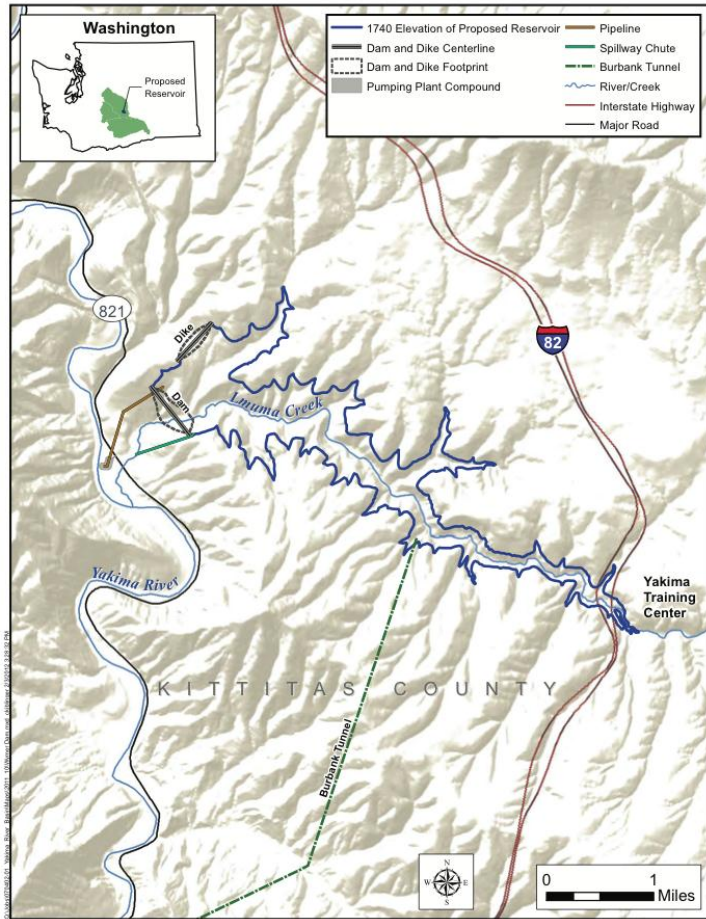 Washington
Proposed
Reservoir
1740 Elevation of Proposed Reservoir
Dam and Dike Centerline
Dam and Dike Footprint
Pumping Plant Compound
Pipeline
Spillway Chute
Burbank Tunnel
River/Creek
Interstate Highway
Major Road
821
82
Dike
Dam
Lmuma Creek
Yakima River
Yakima
Training
Center
KITTITAS COUNTY
Burbank Tunnel
N
W E
S
0 1
Miles